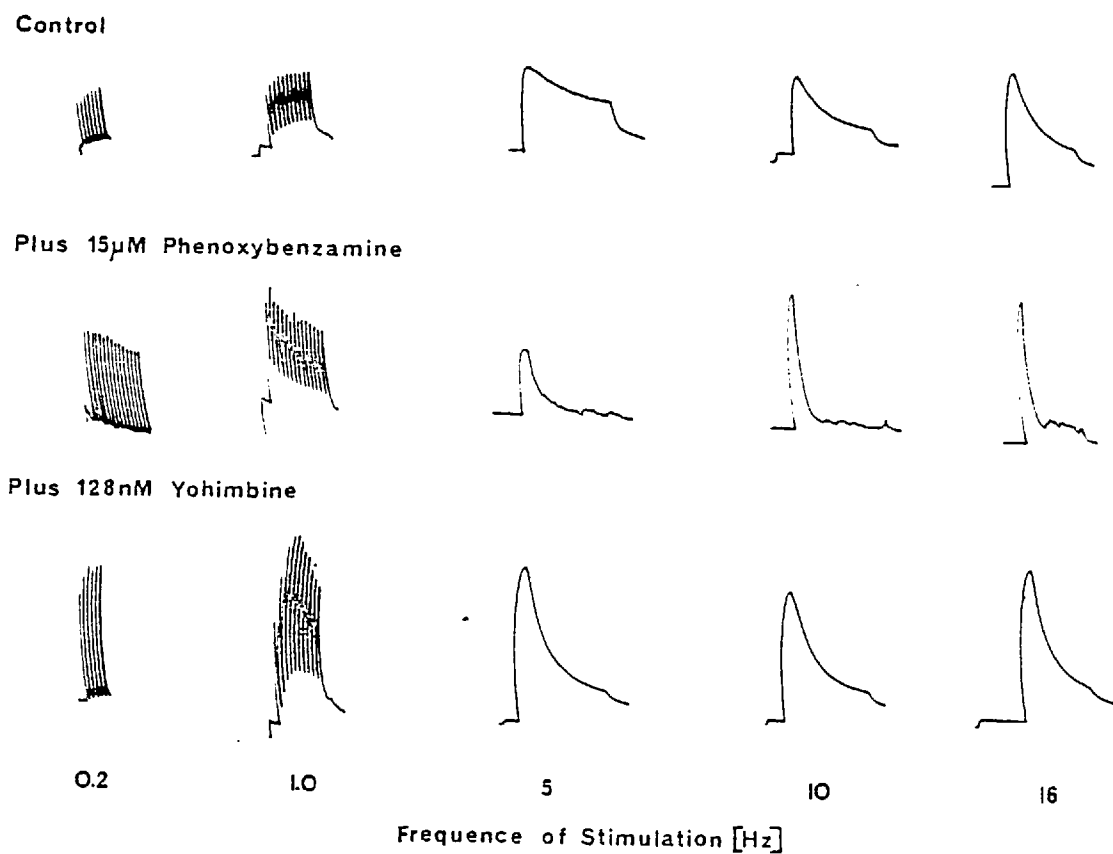 Control
Plus 15µM Phenoxybenzamine
Plus 128nM Yohimbine
0.2 1.0 5 10 16
Frequence of Stimulation [Hz]